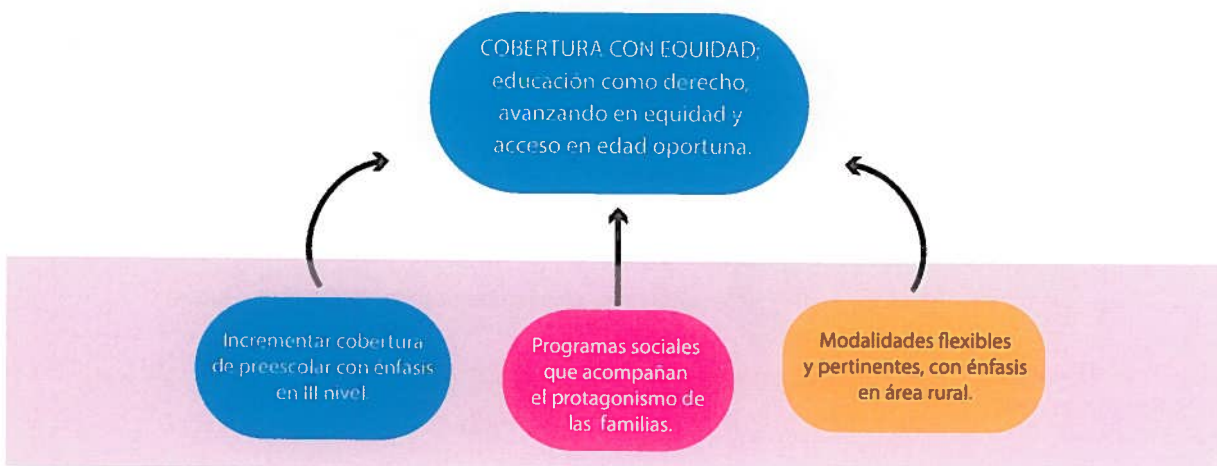 COBERTURA CON EQUIDAD;
educación como derecho,
avanzando en equidad y
acceso en edad oportuna.
Incrementar cobertura
de preescolar con énfasis
en III nivel.
Programas sociales
que acompañan
el protagonismo de
las familias.
Modalidades flexibles
y pertinentes, con énfasis
en área rural.